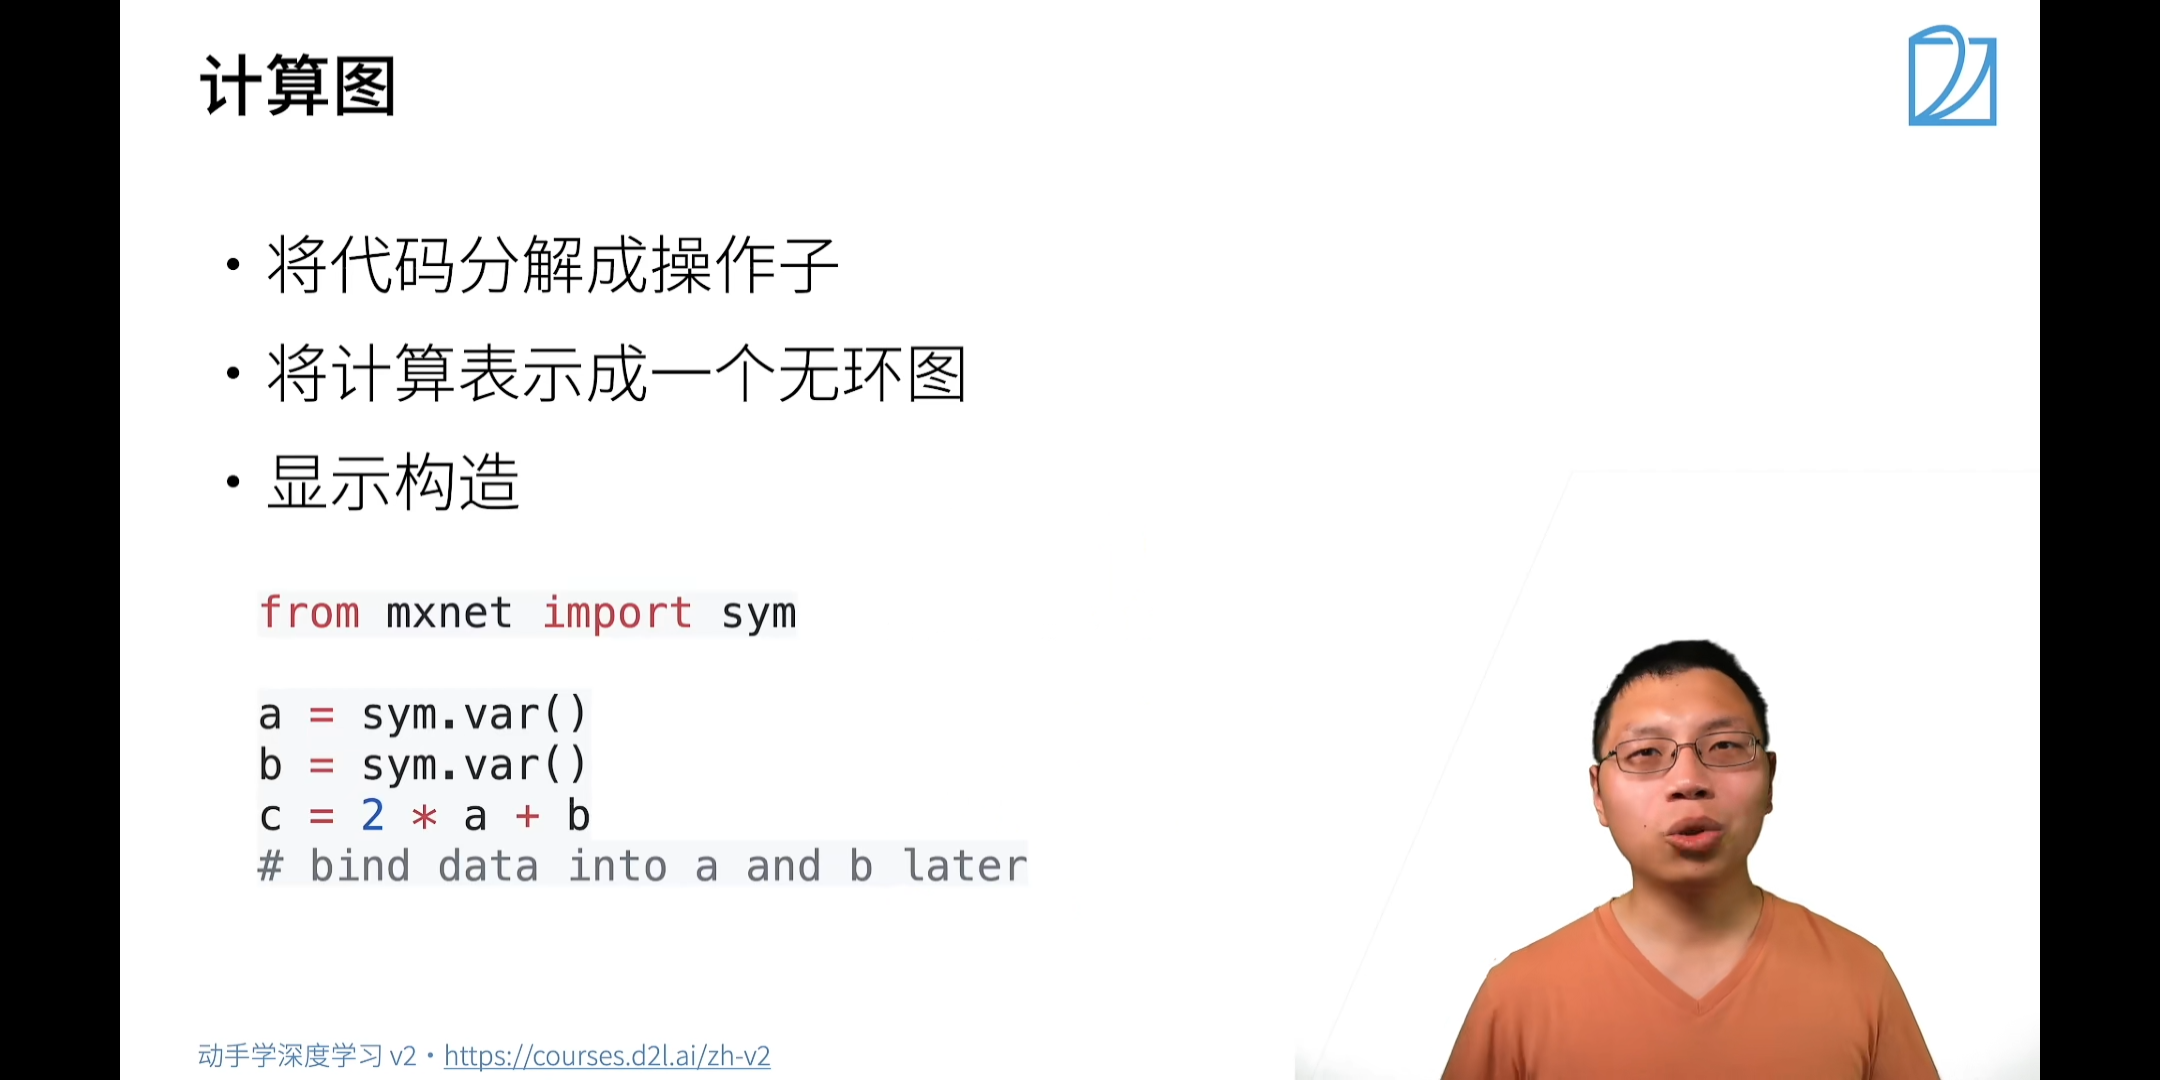 计算图
• 将代码分解成操作子
• 将计算表示成一个无环图
• 显示构造
from mxnet import sym
a = sym.var()
b = sym.var()
c = 2 * a + b
# bind data into a and b later
动手学深度学习 v2 • https://courses.d2l.ai/zh-v2